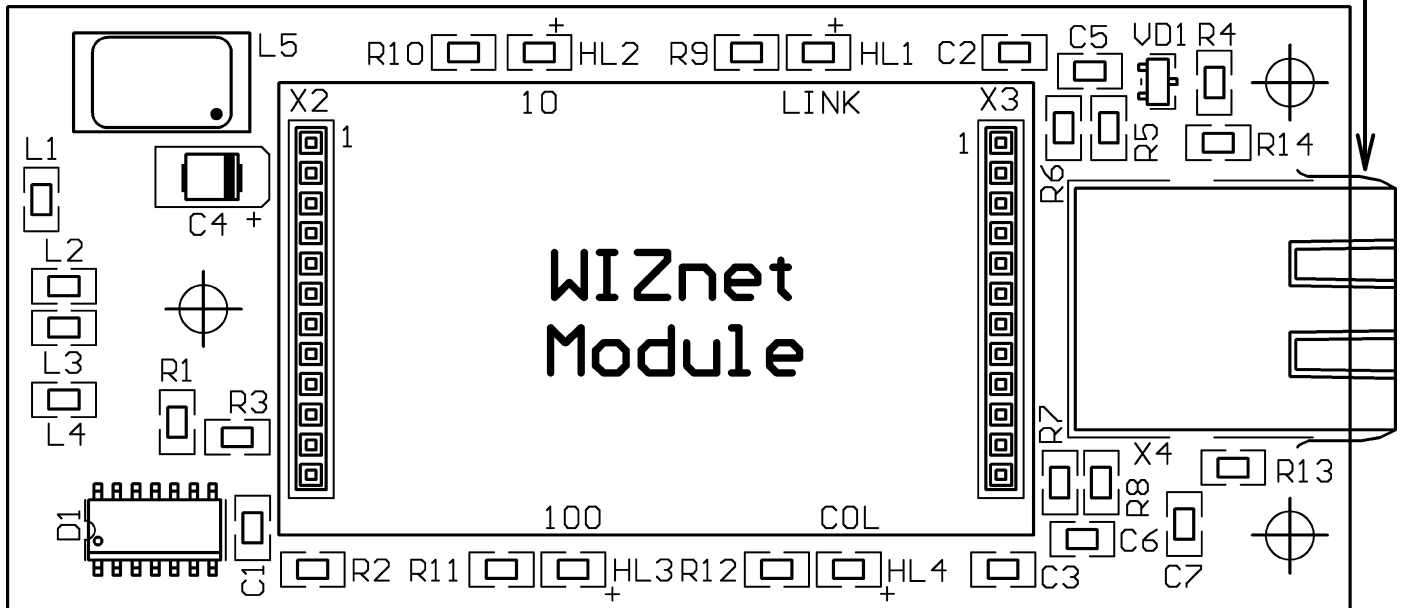 L5
R10
+
HL2
R9
+
HL1
C2
C5
VD1
R4
X2
10
LINK
X3
1
1
R5
R14
L1
R6
C4
+
L2
WIZnet
Module
L3
R1
R3
L4
R7
X4
R13
R8
D1
100
COL
C1
R2
R11
HL3
+
R12
HL4
+
C3
C6
C7